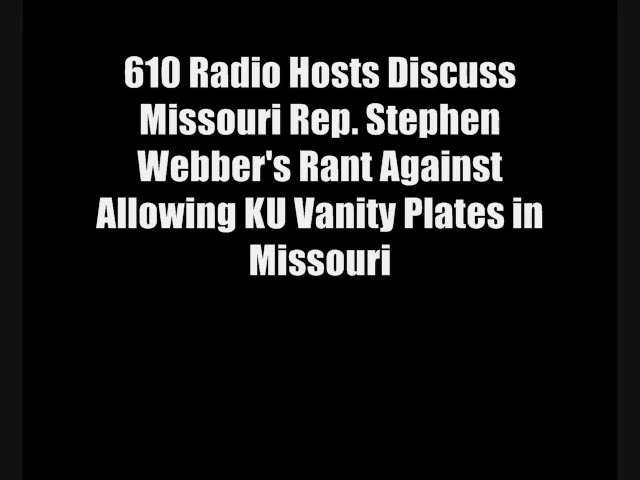 610 Radio Hosts Discuss
Missouri Rep. Stephen
Webber's Rant Against
Allowing KU Vanity Plates in
Missouri